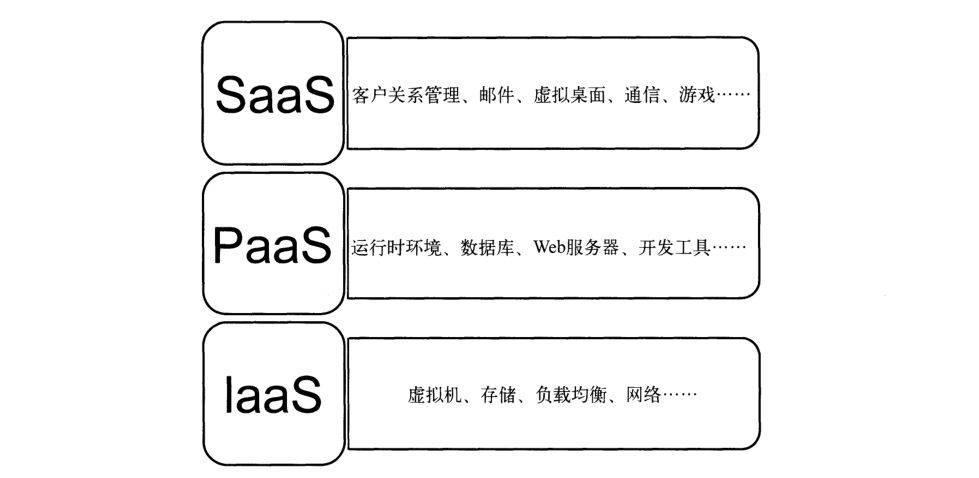 SaaS
客户关系管理、邮件、虚拟桌面、通信、游戏……
PaaS
运行时环境、数据库、Web服务器、开发工具……
IaaS
虚拟机、存储、负载均衡、网络……